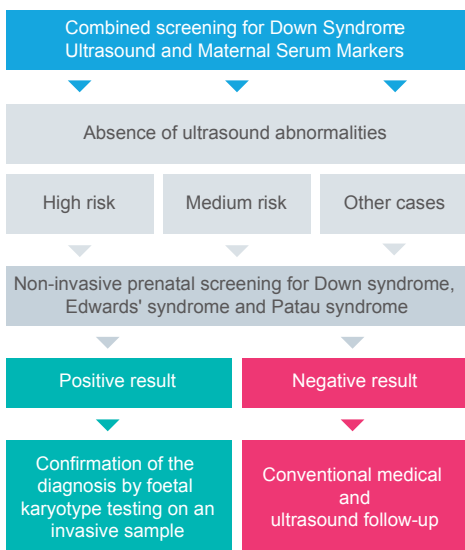 Combined screening for Down Syndrome
Ultrasound and Maternal Serum Markers
Absence of ultrasound abnormalities
High risk
Medium risk
Other cases
Non-invasive prenatal screening for Down syndrome,
Edwards' syndrome and Patau syndrome
Positive result
Negative result
Confirmation of the
diagnosis by foetal
karyotype testing on an
invasive sample
Conventional medical
and
ultrasound follow-up